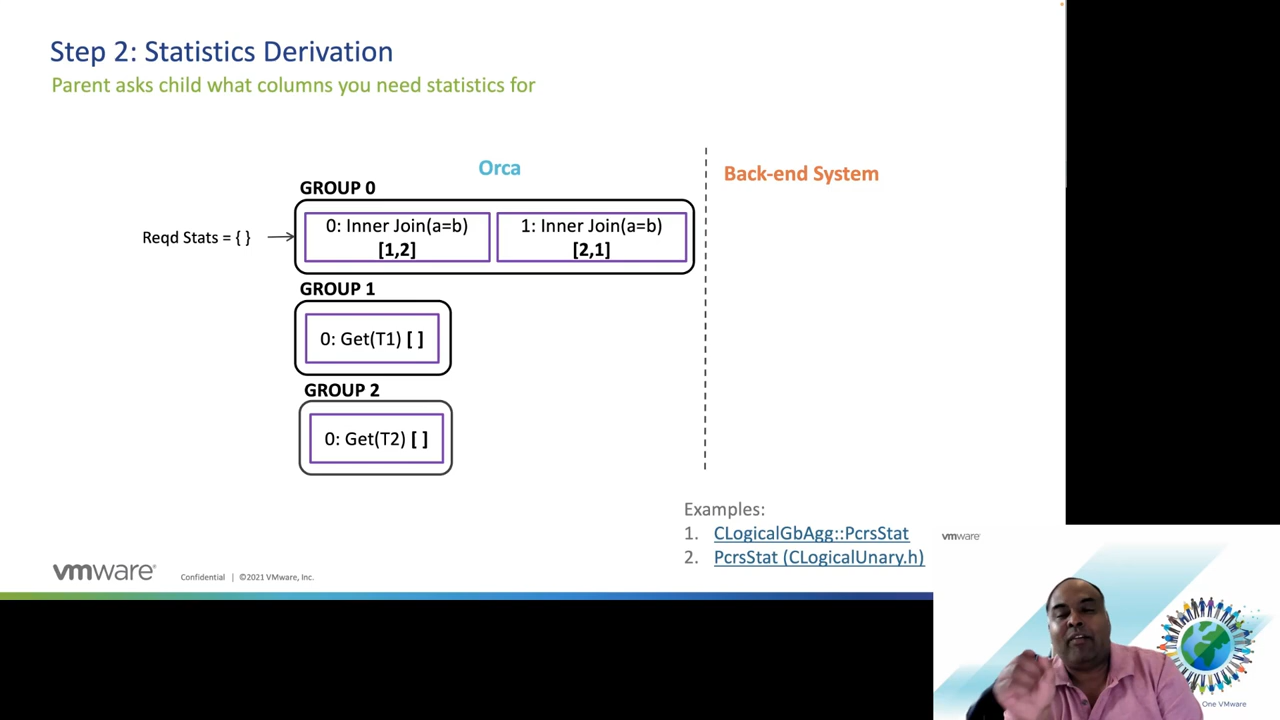 Step 2: Statistics Derivation
Parent asks child what columns you need statistics for
Orca
Back-end System
GROUP 0
Reqd Stats = { }
0: Inner Join(a=b)
[1,2]
1: Inner Join(a=b)
[2,1]
GROUP 1
0: Get(T1) [ ]
GROUP 2
0: Get(T2) [ ]
Examples:
1. CLogicalGbAgg::PcrsStat
2. PcrsStat (CLogicalUnary.h)
vmware®
Confidential | ©2021 VMware, Inc.
vmware
One VMware